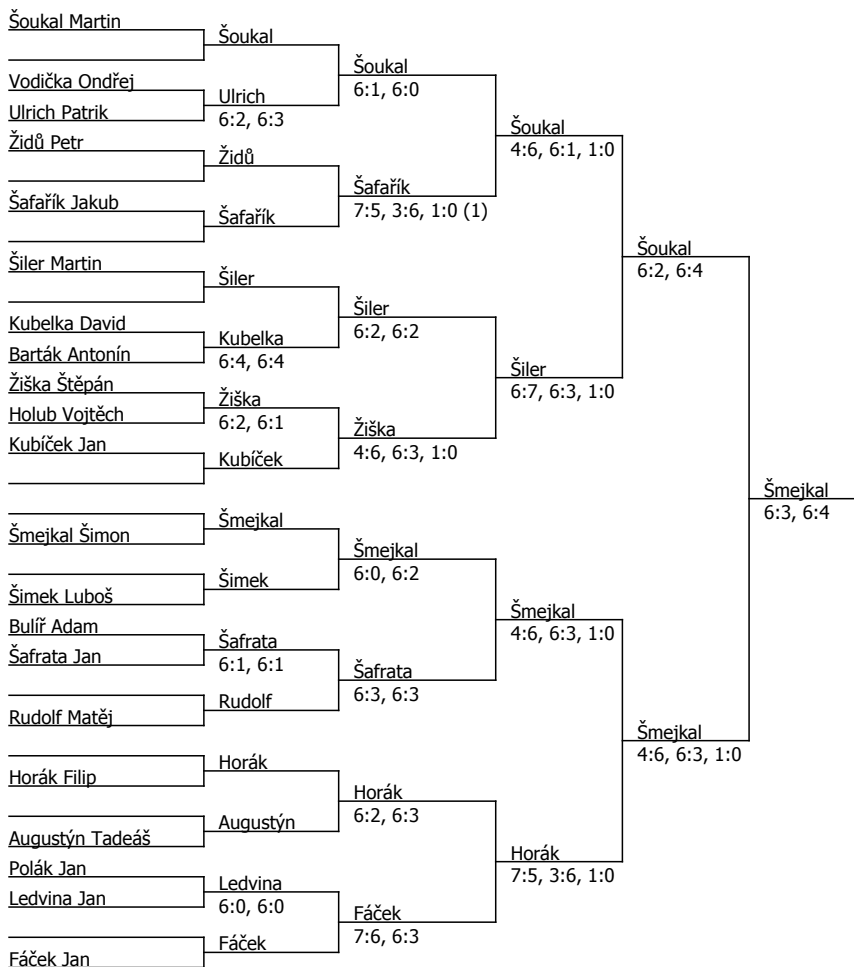 Šoukal Martin
Vodička Ondřej
Ulrich Patrik
Židů Petr
Šafařík Jakub
Šiler Martin
Kubelka David
Barták Antonín
Žiška Štěpán
Holub Vojtěch
Kubíček Jan
Šmejkal Šimon
Šimek Luboš
Bulíř Adam
Šafrata Jan
Rudolf Matěj
Horák Filip
Augustýn Tadeáš
Polák Jan
Ledvina Jan
Fáček Jan
Šoukal
Ulrich
6:2, 6:3
Židů
Šafařík
Šiler
Kubelka
6:4, 6:4
Žiška
6:2, 6:1
Kubíček
Šmejkal
Šimek
Šafrata
6:1, 6:1
Rudolf
Horák
Augustýn
Ledvina
6:0, 6:0
Fáček
Šoukal
6:1, 6:0
Šafařík
7:5, 3:6, 1:0 (1)
Šiler
6:2, 6:2
Žiška
4:6, 6:3, 1:0
Šmejkal
6:0, 6:2
Šafrata
6:3, 6:3
Horák
6:2, 6:3
Fáček
7:6, 6:3
Šoukal
4:6, 6:1, 1:0
Šiler
6:7, 6:3, 1:0
Šmejkal
4:6, 6:3, 1:0
Horák
7:5, 3:6, 1:0
Šoukal
6:2, 6:4
Šmejkal
4:6, 6:3, 1:0
Šmejkal
6:3, 6:4